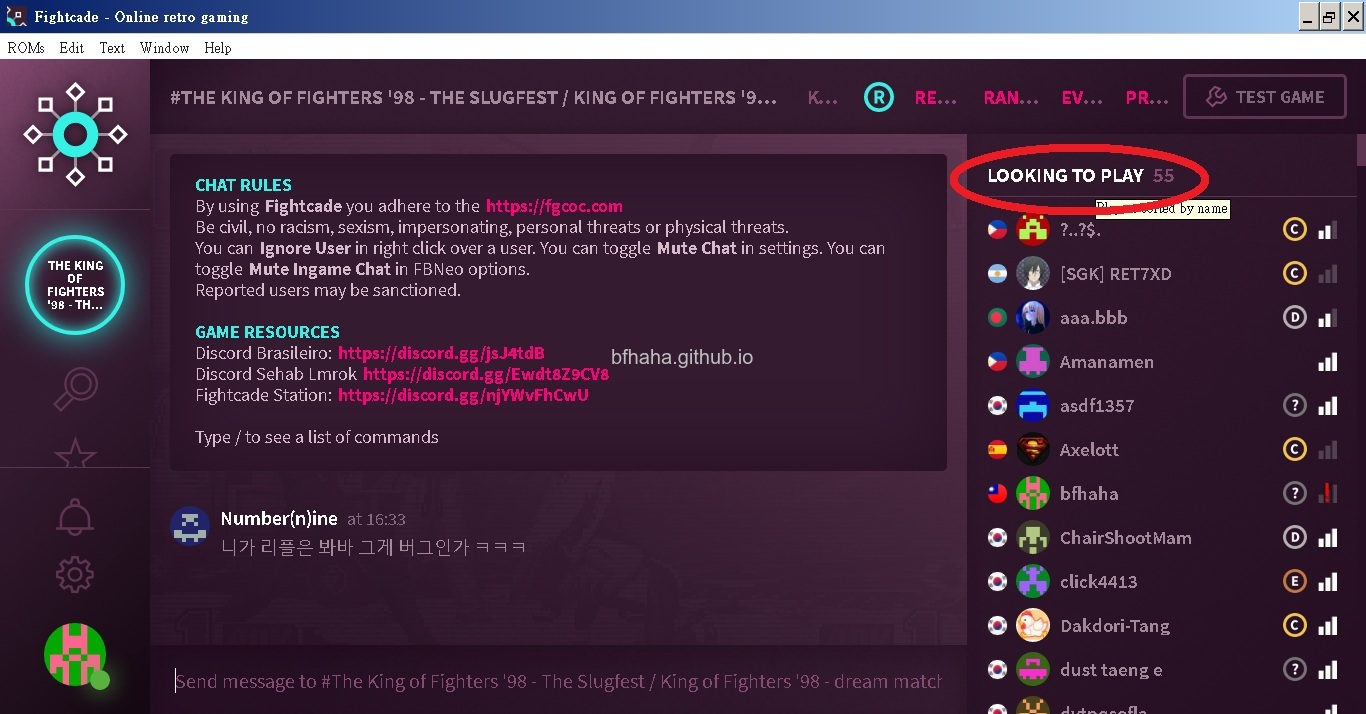 Fightcade - Online retro gaming
ROMs Edit Text Window Help
#THE KING OF FIGHTERS '98 - THE SLUGFEST / KING OF FIGHTERS '9... K... R RE... RAN... EV... PR... TEST GAME
THE KING
OF
FIGHTERS
'98 - TH...
CHAT RULES
By using Fightcade you adhere to the https://fgcoc.com
Be civil, no racism, sexism, impersonating, personal threats or physical threats.
You can Ignore User in right click over a user. You can toggle Mute Chat in settings. You can
toggle Mute Ingame Chat in FBNeo options.
Reported users may be sanctioned.
GAME RESOURCES
Discord Brasileiro: https://discord.gg/jsJ4tdB
Discord Sehab Lmrok https://discord.gg/Ewdt8Z9CV8
Fightcade Station: https://discord.gg/njYWvFhCwU
Type / to see a list of commands
bfhaha.github.io
Number(n)ine at 16:33
니가 리플은 봐바 그게 버그인가 ㅋㅋㅋ
Send message to #The King of Fighters '98 - The Slugfest / King of Fighters '98 - dream match
LOOKING TO PLAY 55
sorted by name
?..?$. C
[SGK] RET7XD C
aaa.bbb D
Amanamen
asdf1357 ?
Axelott C
bfhaha ?
ChairShootMam D
click4413 E
Dakdori-Tang C
dust taeng e ?